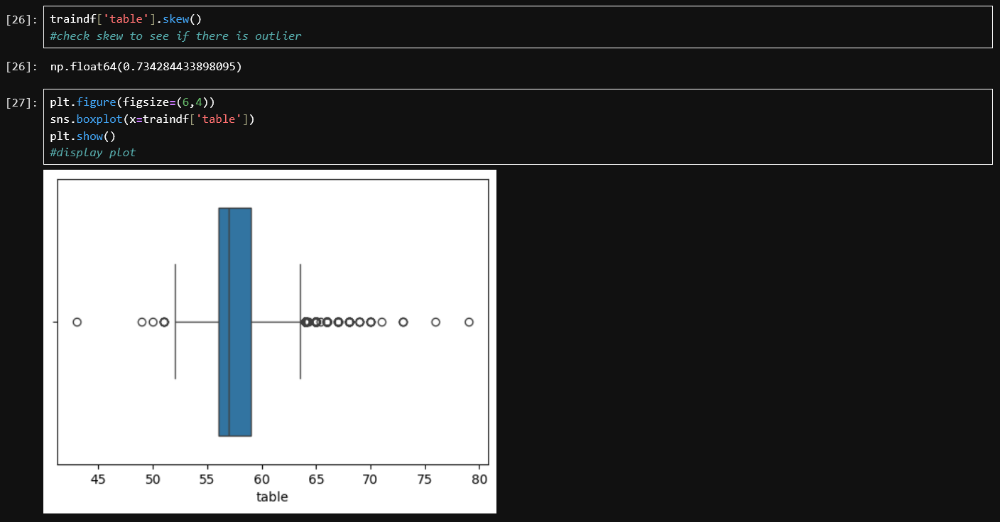 [26]: traindf['table'].skew()
#check skew to see if there is outlier
[26]: np.float64(0.734284433898095)
[27]: plt.figure(figsize=(6,4))
sns.boxplot(x=traindf['table'])
plt.show()
#display plot
45 50 55 60 65 70 75 80
table